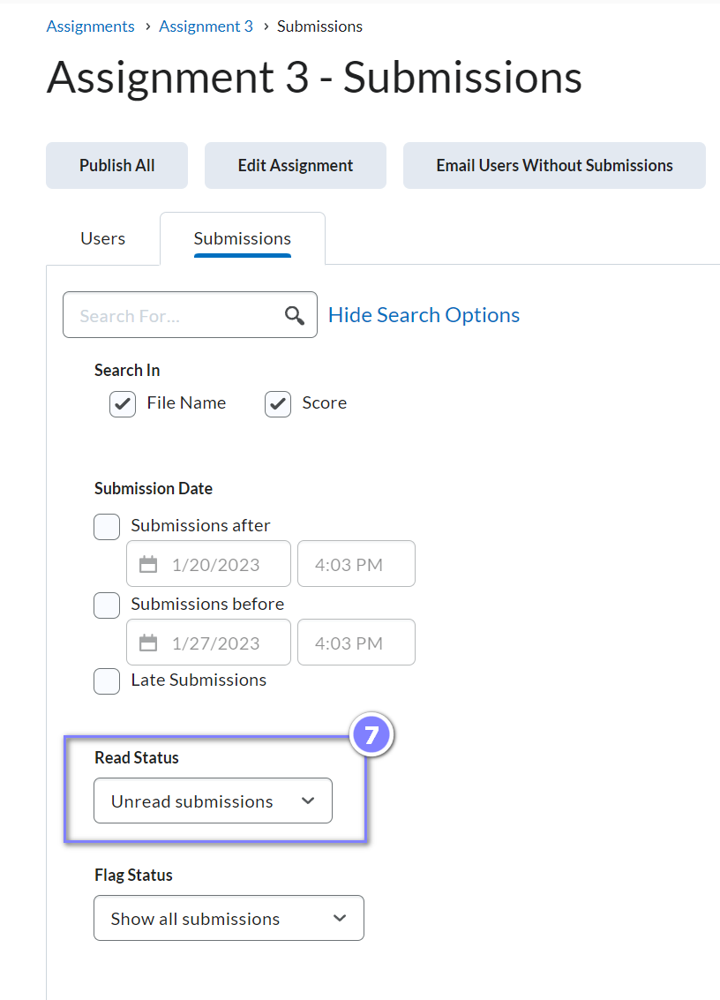 Assignments › Assignment 3 › Submissions
Assignment 3 - Submissions
Publish All Edit Assignment Email Users Without Submissions
Users Submissions
Search For... Hide Search Options
Search In
File Name Score
Submission Date
Submissions after
1/20/2023 4:03 PM
Submissions before
1/27/2023 4:03 PM
Late Submissions
7
Read Status
Unread submissions
Flag Status
Show all submissions